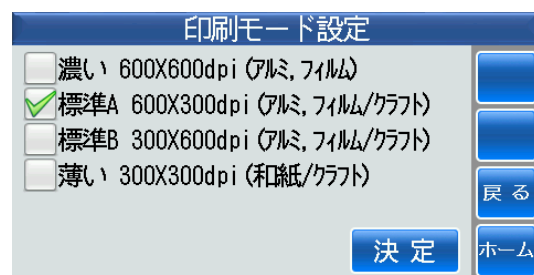 印刷モード設定
濃い 600X600dpi (ｱﾙﾐ, ﾌｨﾙﾑ)
標準A 600X300dpi (ｱﾙﾐ, ﾌｨﾙﾑ/ｸﾗﾌﾄ)
標準B 300X600dpi (ｱﾙﾐ, ﾌｨﾙﾑ/ｸﾗﾌﾄ)
薄い 300X300dpi (和紙/ｸﾗﾌﾄ)
戻る
決定
ホーム